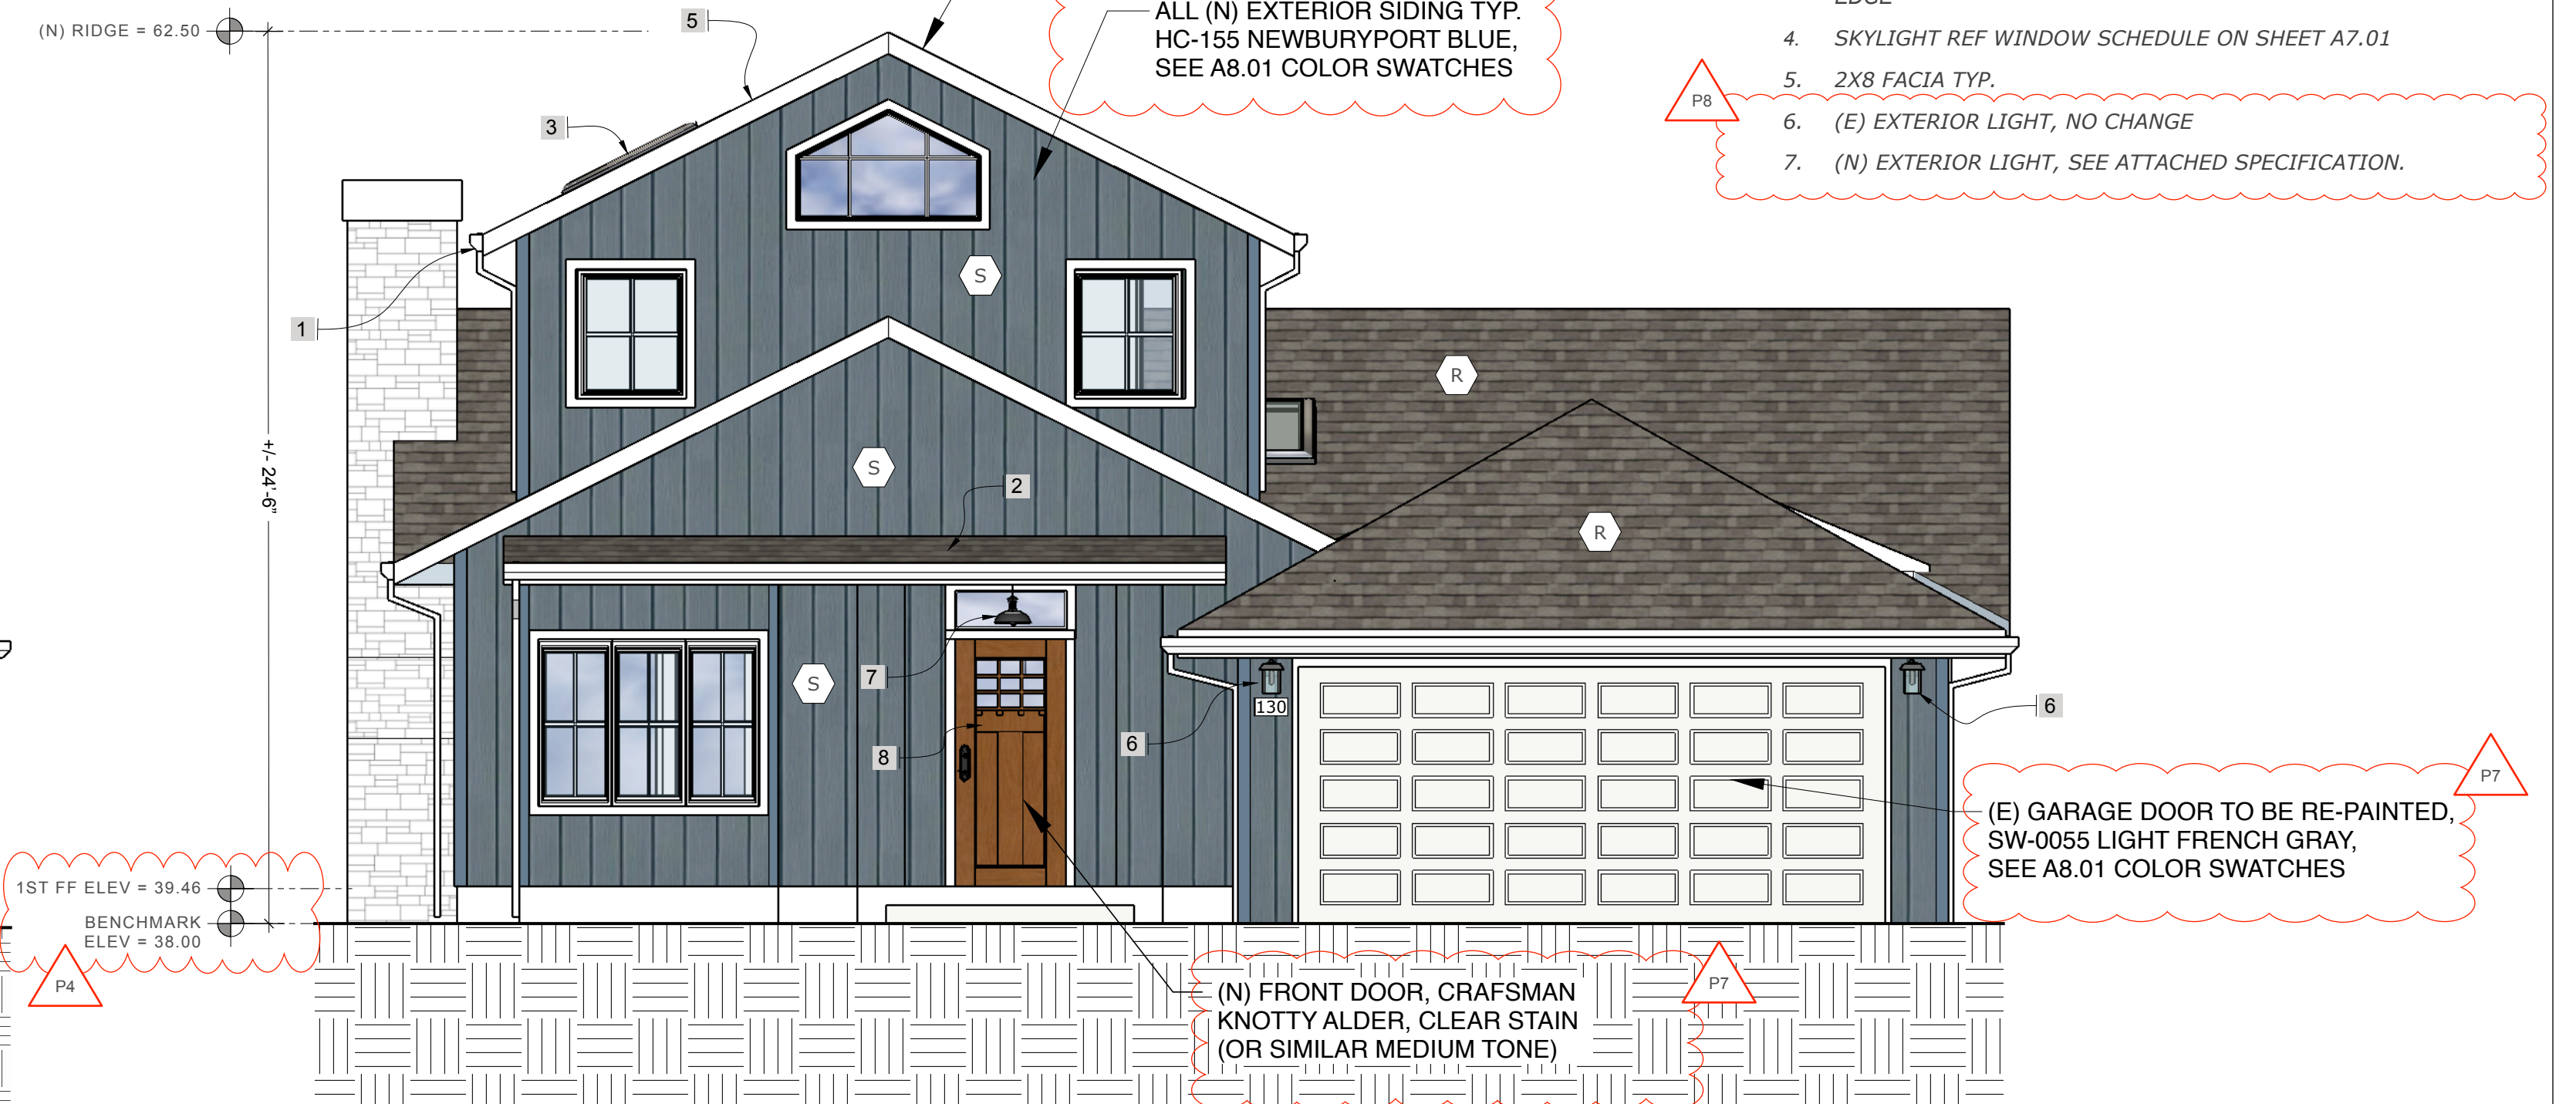 (N) RIDGE = 62.50
5
ALL (N) EXTERIOR SIDING TYP.
HC-155 NEWBURYPORT BLUE,
SEE A8.01 COLOR SWATCHES
EDGE
4. SKYLIGHT REF WINDOW SCHEDULE ON SHEET A7.01
5. 2X8 FACIA TYP.
P8
6. (E) EXTERIOR LIGHT, NO CHANGE
7. (N) EXTERIOR LIGHT, SEE ATTACHED SPECIFICATION.
3
S
1
R
+/- 24'-6"
S
2
R
7
S
6
130
6
8
(E) GARAGE DOOR TO BE RE-PAINTED,
SW-0055 LIGHT FRENCH GRAY,
SEE A8.01 COLOR SWATCHES
P7
1ST FF ELEV = 39.46
BENCHMARK
ELEV = 38.00
P4
(N) FRONT DOOR, CRAFSMAN
KNOTTY ALDER, CLEAR STAIN
(OR SIMILAR MEDIUM TONE)
P7